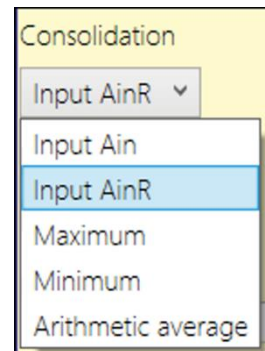 Consolidation
Input AinR
Input Ain
Input AinR
Maximum
Minimum
Arithmetic average